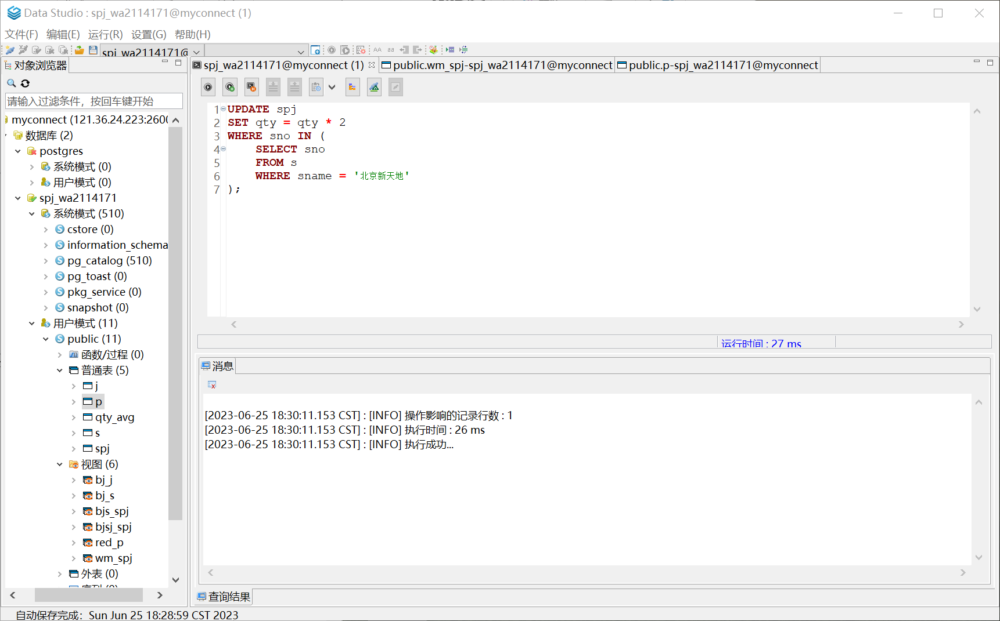 Data Studio : spj_wa2114171@myconnect (1)
文件(F) 编辑(E) 运行(R) 设置(G) 帮助(H)
spj_wa2114171@
对象浏览器
spj_wa2114171@myconnect (1)
public.wm_spj-spj_wa2114171@myconnect
public.p-spj_wa2114171@myconnect
请输入过滤条件，按回车键开始
myconnect (121.36.24.223:260
数据库 (2)
postgres
系统模式 (0)
用户模式 (0)
spj_wa2114171
系统模式 (510)
cstore (0)
information_schema
pg_catalog (510)
pg_toast (0)
pkg_service (0)
snapshot (0)
用户模式 (11)
public (11)
函数/过程 (0)
普通表 (5)
j
p
qty_avg
s
spj
视图 (6)
bj_j
bj_s
bjs_spj
bjsj_spj
red_p
wm_spj
外表 (0)
1 UPDATE spj
2 SET qty = qty * 2
3 WHERE sno IN (
4 SELECT sno
5 FROM s
6 WHERE sname = '北京新天地'
7 );
运行时间 : 27 ms
消息
[2023-06-25 18:30:11.153 CST] : [INFO] 操作影响的记录行数 : 1
[2023-06-25 18:30:11.153 CST] : [INFO] 执行时间 : 26 ms
[2023-06-25 18:30:11.153 CST] : [INFO] 执行成功...
查询结果
自动保存完成：Sun Jun 25 18:28:59 CST 2023